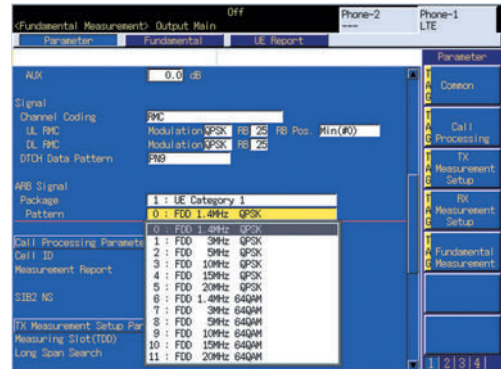 Off
<Fundamental Measurement> Output Main
Phone-2
---
Phone-1
LTE
Parameter
Fundamental
UE Report
AUX 0.0 dB
Signal
Channel Coding RMC
UL RMC Modulation QPSK RB 25 RB Pos. Min(#0)
DL RMC Modulation QPSK RB 25
DTCH Data Pattern PN9
ARB Signal
Package 1 : UE Category 1
Pattern 0 : FDD 1.4MHz QPSK
0 : FDD 1.4MHz QPSK
1 : FDD 3MHz QPSK
2 : FDD 5MHz QPSK
3 : FDD 10MHz QPSK
4 : FDD 15MHz QPSK
5 : FDD 20MHz QPSK
6 : FDD 1.4MHz 64QAM
7 : FDD 3MHz 64QAM
8 : FDD 5MHz 64QAM
9 : FDD 10MHz 64QAM
10 : FDD 15MHz 64QAM
11 : FDD 20MHz 64QAM
Call Processing Paramete
Cell ID
Measurement Report
SIB2 NS
TX Measurement Setup Par
Measuring Slot(TDD)
Long Span Search
Parameter
TAG Common
TAG Call Processing
TAG TX Measurement Setup
TAG RX Measurement Setup
TAG Fundamental Measurement
1 2 3 4